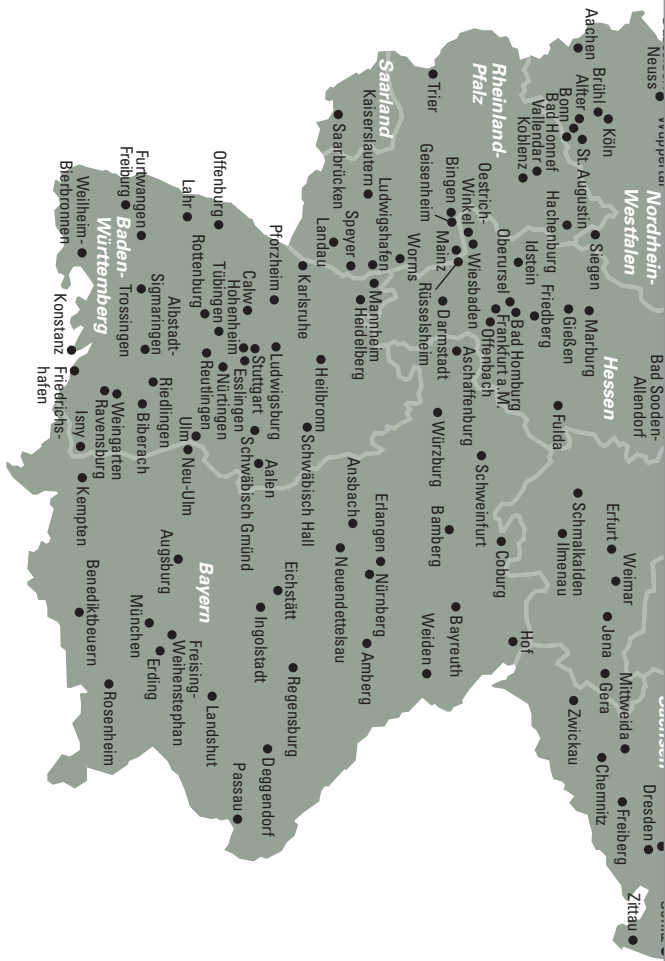 Neuss
Nordrhein-
Westfalen
Bad Sooden-
Allendorf
Dresden
Zittau
Aachen
Brühl
Köln
Alfter
Bonn
St. Augustin
Bad Honnef
Vallendar
Koblenz
Hachenburg
Siegen
Marburg
Gießen
Hessen
Fulda
Erfurt
Weimar
Jena
Gera
Mittweida
Chemnitz
Freiberg
Schmalkalden
Ilmenau
Zwickau
Rheinland-
Pfalz
Idstein
Friedberg
Oberursel
Bad Homburg
Frankfurt a.M.
Offenbach
Oestrich-
Winkel
Wiesbaden
Bingen
Mainz
Geisenheim
Rüsselsheim
Darmstadt
Aschaffenburg
Schweinfurt
Coburg
Hof
Trier
Würzburg
Bamberg
Bayreuth
Weiden
Saarland
Kaiserslautern
Saarbrücken
Worms
Ludwigshafen
Mannheim
Heidelberg
Speyer
Landau
Erlangen
Nürnberg
Ansbach
Neuendettelsau
Amberg
Karlsruhe
Heilbronn
Schwäbisch Hall
Pforzheim
Ludwigsburg
Calw
Stuttgart
Hohenheim
Esslingen
Aalen
Schwäbisch Gmünd
Eichstätt
Ingolstadt
Regensburg
Deggendorf
Passau
Offenburg
Lahr
Tübingen
Nürtingen
Rottenburg
Reutlingen
Ulm
Neu-Ulm
Bayern
Landshut
Freising-
Weihenstephan
Augsburg
München
Erding
Furtwangen
Freiburg
Baden-
Württemberg
Albstadt-
Sigmaringen
Trossingen
Riedlingen
Biberach
Weingarten
Ravensburg
Weilheim-
Bierbronnen
Konstanz
Friedrichs-
hafen
Isny
Kempten
Benediktbeuern
Rosenheim